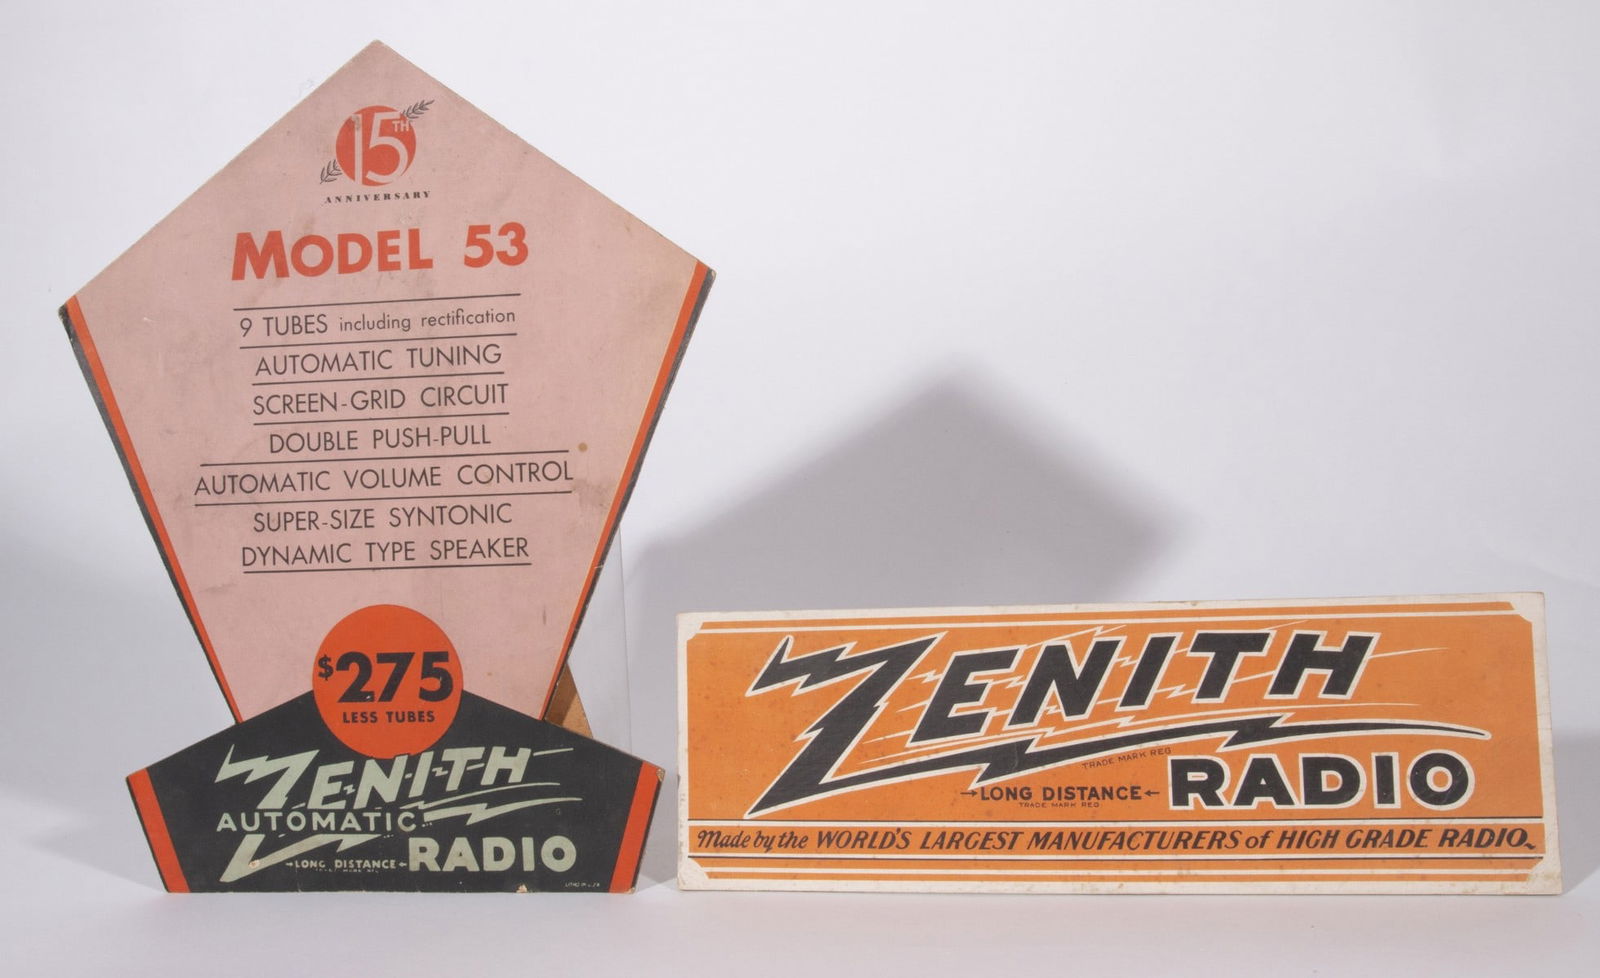 15TH
ANNIVERSARY
MODEL 53
9 TUBES including rectification
AUTOMATIC TUNING
SCREEN-GRID CIRCUIT
DOUBLE PUSH-PULL
AUTOMATIC VOLUME CONTROL
SUPER-SIZE SYNTONIC
DYNAMIC TYPE SPEAKER
$275
LESS TUBES
ZENITH
AUTOMATIC
LONG DISTANCE
RADIO
ZENITH
TRADE MARK REG
LONG DISTANCE
TRADE MARK REG
RADIO
Made by the WORLD'S LARGEST MANUFACTURERS of HIGH GRADE RADIO